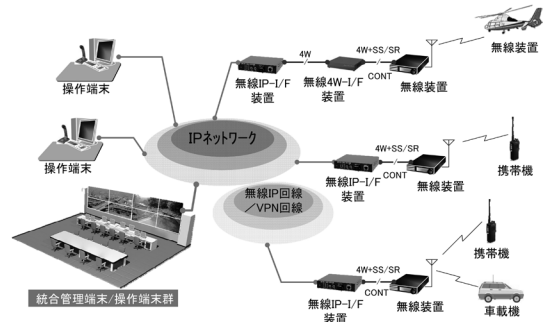 操作端末
操作端末
統合管理端末/操作端末群
IPネットワーク
無線IP回線
／VPN回線
4W
4W+SS/SR
CONT
無線IP-I/F
装置
無線4W-I/F
装置
無線装置
無線装置
4W+SS/SR
CONT
無線IP-I/F
装置
無線装置
携帯機
4W+SS/SR
CONT
無線IP-I/F
装置
無線装置
携帯機
車載機